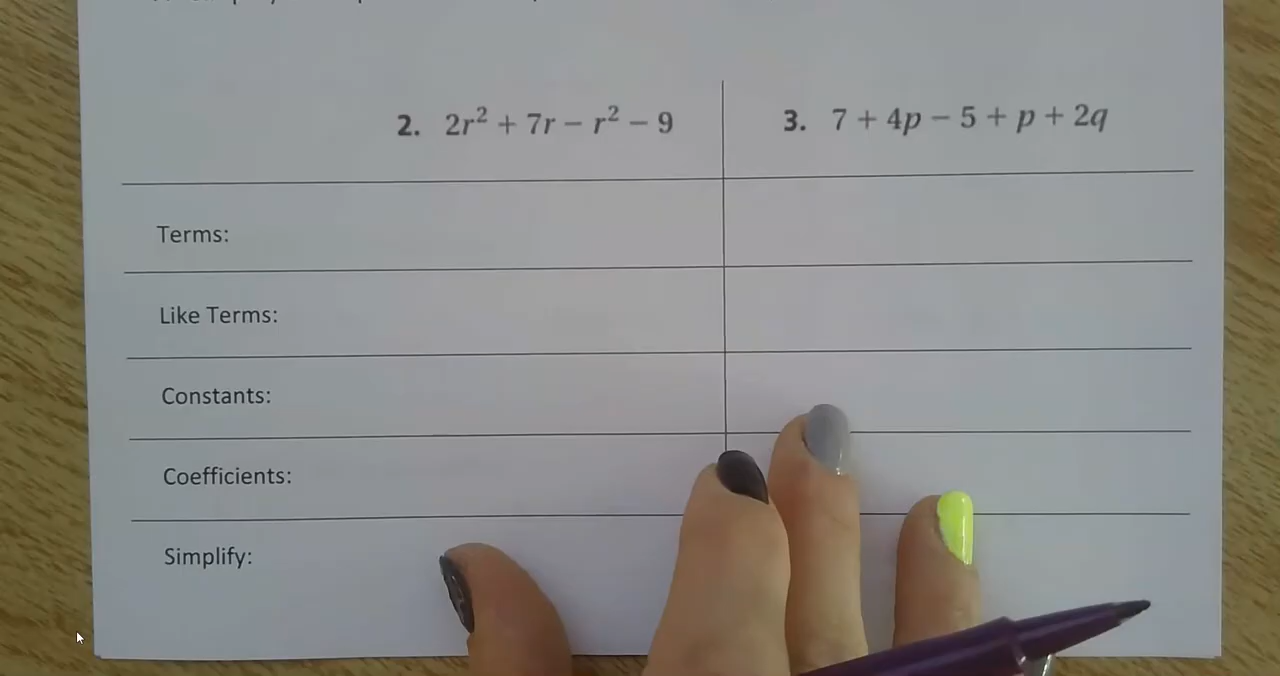 2. 2r² + 7r − r² − 9
3. 7 + 4p − 5 + p + 2q
Terms:
Like Terms:
Constants:
Coefficients:
Simplify: